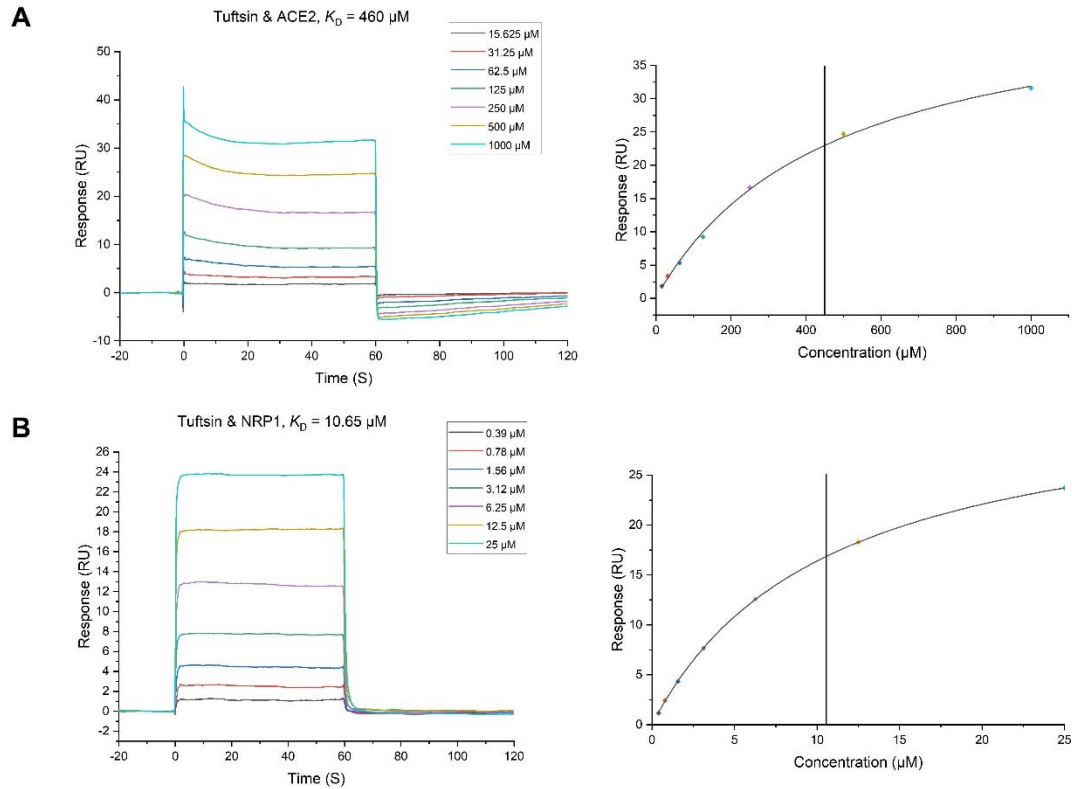 A
Tuftsin & ACE2, KD = 460 µM
15.625 µM
31.25 µM
62.5 µM
125 µM
250 µM
500 µM
1000 µM
50
40
30
20
10
0
-10
Response (RU)
-20
0
20
40
60
80
100
120
Time (S)
35
30
25
20
15
10
5
0
Response (RU)
0
200
400
600
800
1000
Concentration (µM)
B
Tuftsin & NRP1, KD = 10.65 µM
0.39 µM
0.78 µM
1.56 µM
3.12 µM
6.25 µM
12.5 µM
25 µM
26
24
22
20
18
16
14
12
10
8
6
4
2
0
-2
Response (RU)
-20
0
20
40
60
80
100
120
Time (S)
25
20
15
10
5
0
Response (RU)
0
5
10
15
20
25
Concentration (µM)